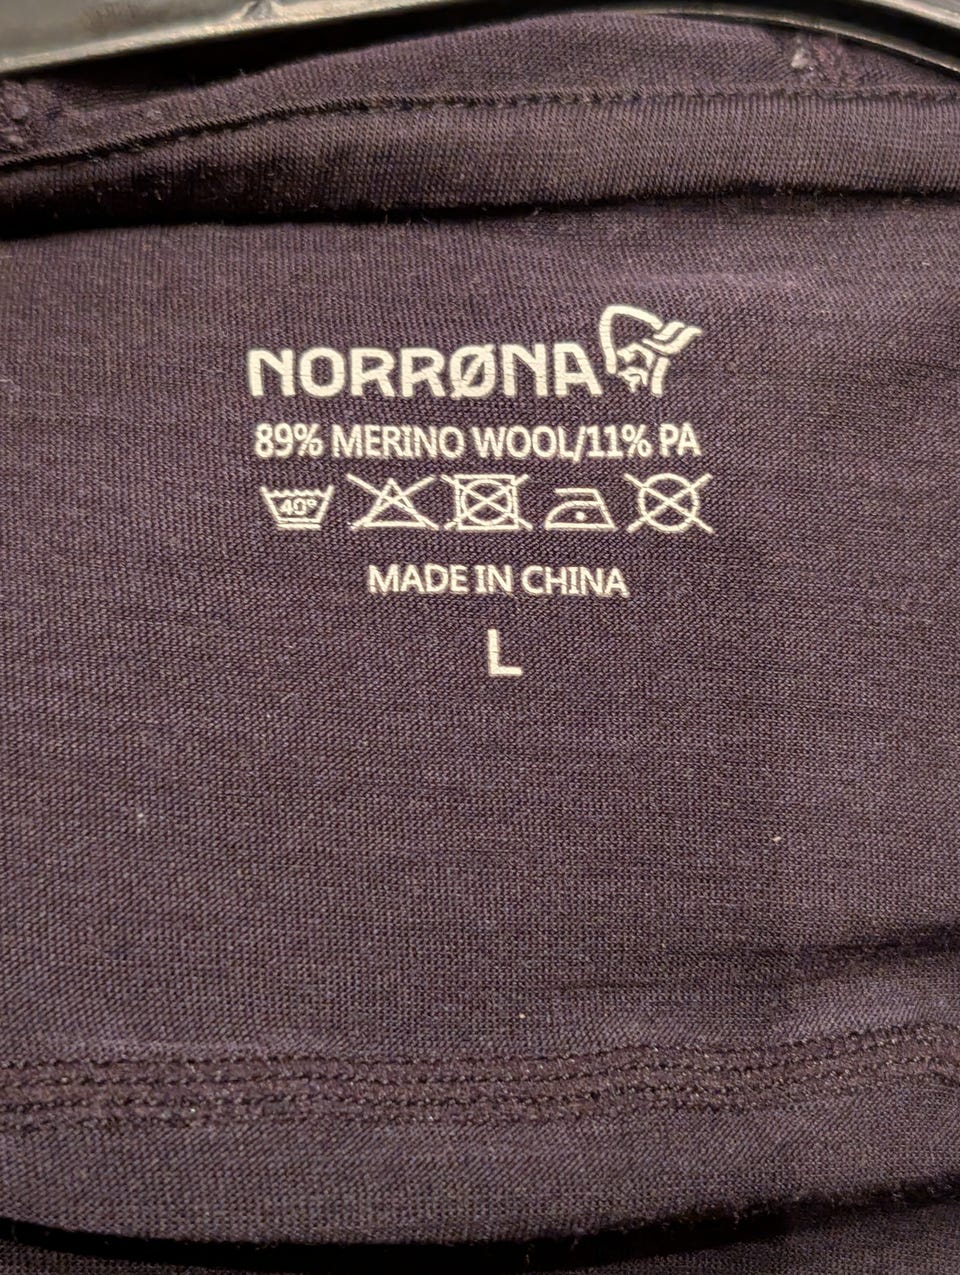 NORRØNA
89% MERINO WOOL/11% PA
40°
MADE IN CHINA
L